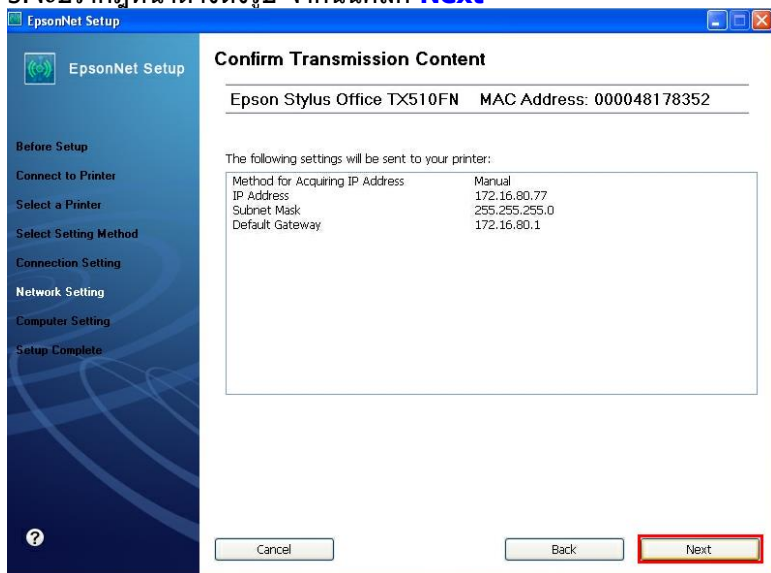 Next
EpsonNet Setup
EpsonNet Setup
Confirm Transmission Content
Epson Stylus Office TX510FN MAC Address: 000048178352
Before Setup
Connect to Printer
Select a Printer
Select Setting Method
Connection Setting
Network Setting
Computer Setting
Setup Complete
The following settings will be sent to your printer:
Method for Acquiring IP Address Manual
IP Address 172.16.80.77
Subnet Mask 255.255.255.0
Default Gateway 172.16.80.1
?
Cancel Back Next